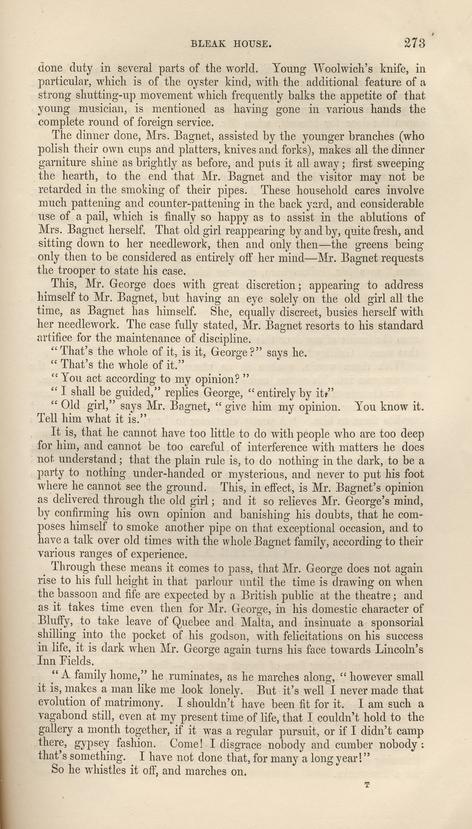 BLEAK HOUSE. 273
done duty in several parts of the world. Young Woolwich's knife, in
particular, which is of the oyster kind, with the additional feature of a
strong shutting-up movement which frequently balks the appetite of that
young musician, is mentioned as having gone in various hands the
complete round of foreign service.
The dinner done, Mrs. Bagnet, assisted by the younger branches (who
polish their own cups and platters, knives and forks), makes all the dinner
garniture shine as brightly as before, and puts it all away; first sweeping
the hearth, to the end that Mr. Bagnet and the visitor may not be
retarded in the smoking of their pipes. These household cares involve
much pattening and counter-pattening in the back yard, and considerable
use of a pail, which is finally so happy as to assist in the ablutions of
Mrs. Bagnet herself. That old girl reappearing by and by, quite fresh, and
sitting down to her needlework, then and only then—the greens being
only then to be considered as entirely off her mind—Mr. Bagnet requests
the trooper to state his case.
This, Mr. George does with great discretion; appearing to address
himself to Mr. Bagnet, but having an eye solely on the old girl all the
time, as Bagnet has himself. She, equally discreet, busies herself with
her needlework. The case fully stated, Mr. Bagnet resorts to his standard
artifice for the maintenance of discipline.
"That's the whole of it, is it, George?" says he.
"That's the whole of it."
"You act according to my opinion?"
"I shall be guided," replies George, "entirely by it."
"Old girl," says Mr. Bagnet, "give him my opinion. You know it.
Tell him what it is."
It is, that he cannot have too little to do with people who are too deep
for him, and cannot be too careful of interference with matters he does
not understand; that the plain rule is, to do nothing in the dark, to be a
party to nothing under-handed or mysterious, and never to put his foot
where he cannot see the ground. This, in effect, is Mr. Bagnet's opinion
as delivered through the old girl; and it so relieves Mr. George's mind,
by confirming his own opinion and banishing his doubts, that he com-
poses himself to smoke another pipe on that exceptional occasion, and to
have a talk over old times with the whole Bagnet family, according to their
various ranges of experience.
Through these means it comes to pass, that Mr. George does not again
rise to his full height in that parlour until the time is drawing on when
the bassoon and fife are expected by a British public at the theatre; and
as it takes time even then for Mr. George, in his domestic character of
Bluffy, to take leave of Quebec and Malta, and insinuate a sponsorial
shilling into the pocket of his godson, with felicitations on his success
in life, it is dark when Mr. George again turns his face towards Lincoln's
Inn Fields.
"A family home," he ruminates, as he marches along, "however small
it is, makes a man like me look lonely. But it's well I never made that
evolution of matrimony. I shouldn't have been fit for it. I am such a
vagabond still, even at my present time of life, that I couldn't hold to the
gallery a month together, if it was a regular pursuit, or if I didn't camp
there, gypsey fashion. Come! I disgrace nobody and cumber nobody:
that's something. I have not done that, for many a long year!"
So he whistles it off, and marches on.
T